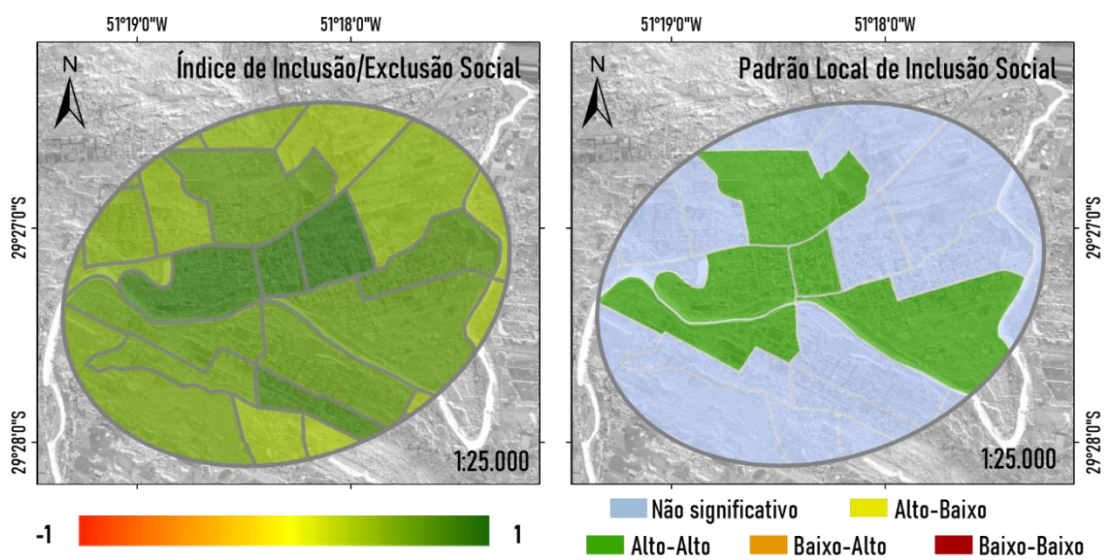 51°19'0"W
51°18'0"W
51°19'0"W
51°18'0"W
N
Índice de Inclusão/Exclusão Social
N
Padrão Local de Inclusão Social
29°27'0"S
29°27'0"S
29°28'0"S
29°28'0"S
1:25.000
1:25.000
-1
1
Não significativo
Alto-Baixo
Alto-Alto
Baixo-Alto
Baixo-Baixo